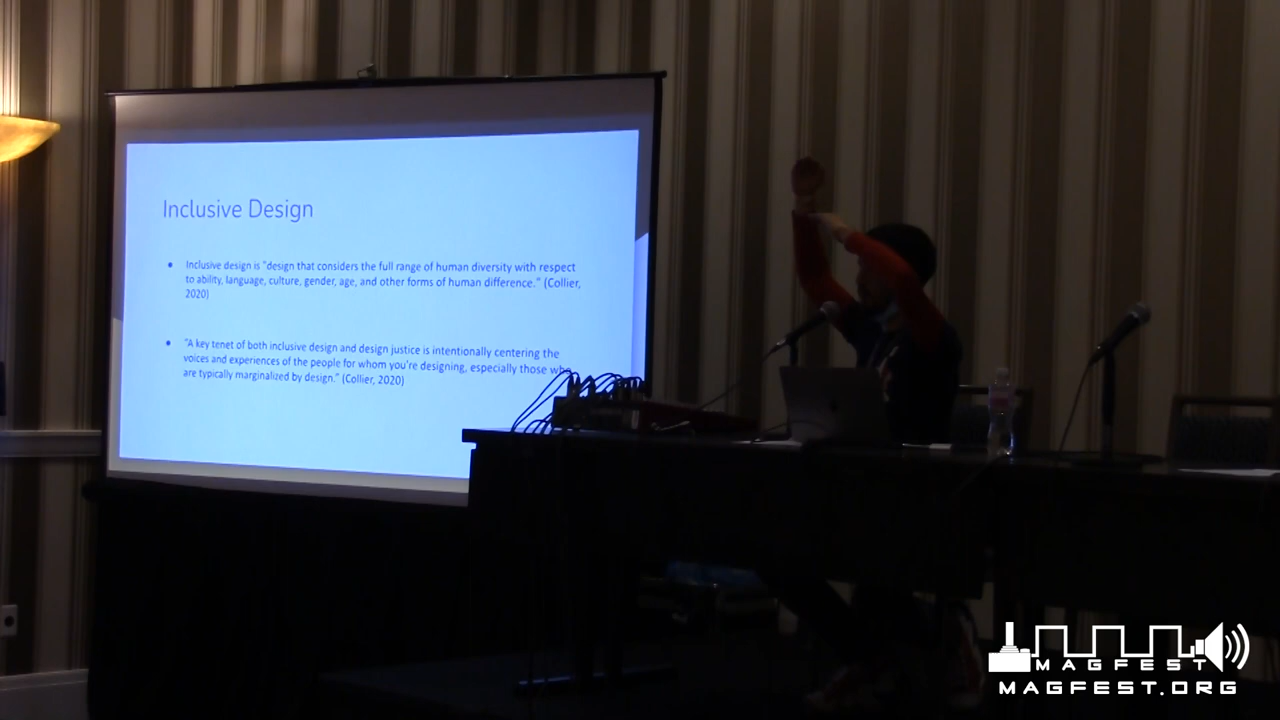 Inclusive Design
• Inclusive design is "design that considers the full range of human diversity with respect
to ability, language, culture, gender, age, and other forms of human difference." (Collier,
2020)
• "A key tenet of both inclusive design and design justice is intentionally centering the
voices and experiences of the people for whom you're designing, especially those who
are typically marginalized by design." (Collier, 2020)
MAGFEST
MAGFEST.ORG